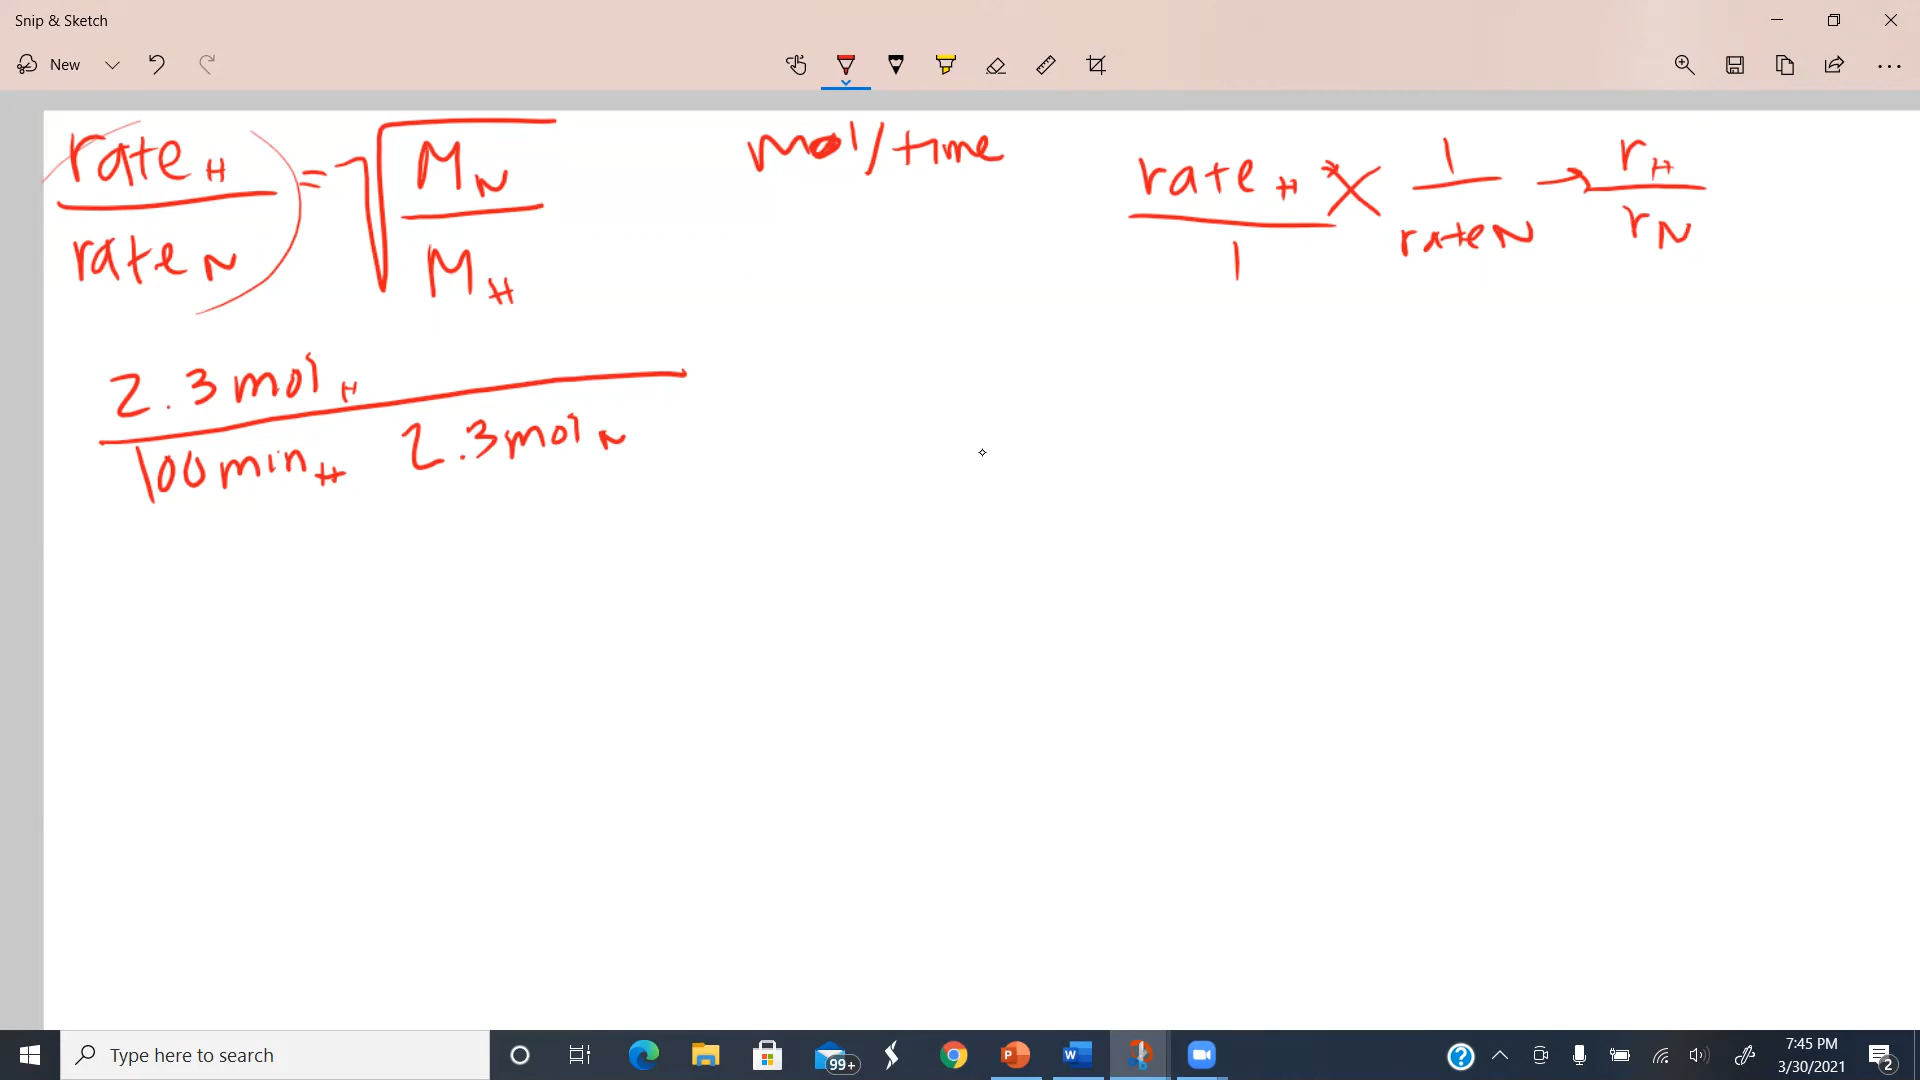 Snip & Sketch
New
rate H / rate N = √ M N / M H
mol/time
rate H / 1 × 1 / rate N → r H / r N
2.3 mol H
100 min H 2.3 mol N
Type here to search
99+
7:45 PM
3/30/2021
2